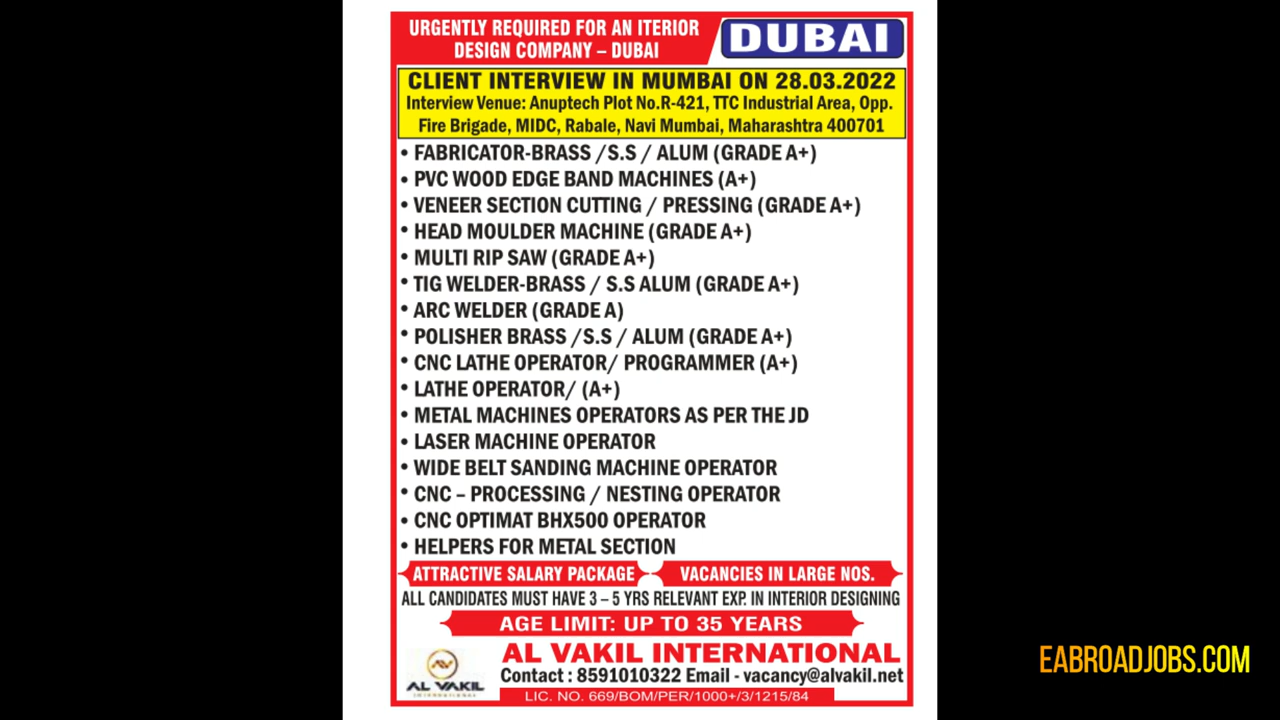 URGENTLY REQUIRED FOR AN ITERIOR
DESIGN COMPANY – DUBAI
DUBAI
CLIENT INTERVIEW IN MUMBAI ON 28.03.2022
Interview Venue: Anuptech Plot No.R-421, TTC Industrial Area, Opp.
Fire Brigade, MIDC, Rabale, Navi Mumbai, Maharashtra 400701
• FABRICATOR-BRASS /S.S / ALUM (GRADE A+)
• PVC WOOD EDGE BAND MACHINES (A+)
• VENEER SECTION CUTTING / PRESSING (GRADE A+)
• HEAD MOULDER MACHINE (GRADE A+)
• MULTI RIP SAW (GRADE A+)
• TIG WELDER-BRASS / S.S ALUM (GRADE A+)
• ARC WELDER (GRADE A)
• POLISHER BRASS /S.S / ALUM (GRADE A+)
• CNC LATHE OPERATOR/ PROGRAMMER (A+)
• LATHE OPERATOR/ (A+)
• METAL MACHINES OPERATORS AS PER THE JD
• LASER MACHINE OPERATOR
• WIDE BELT SANDING MACHINE OPERATOR
• CNC – PROCESSING / NESTING OPERATOR
• CNC OPTIMAT BHX500 OPERATOR
• HELPERS FOR METAL SECTION
ATTRACTIVE SALARY PACKAGE VACANCIES IN LARGE NOS.
ALL CANDIDATES MUST HAVE 3 – 5 YRS RELEVANT EXP. IN INTERIOR DESIGNING
AGE LIMIT: UP TO 35 YEARS
AL VAKIL INTERNATIONAL
Contact : 8591010322 Email - vacancy@alvakil.net
LIC. NO. 669/BOM/PER/1000+/3/1215/84
AV
AL VAKIL
INTERNATIONAL
EABROADJOBS.COM